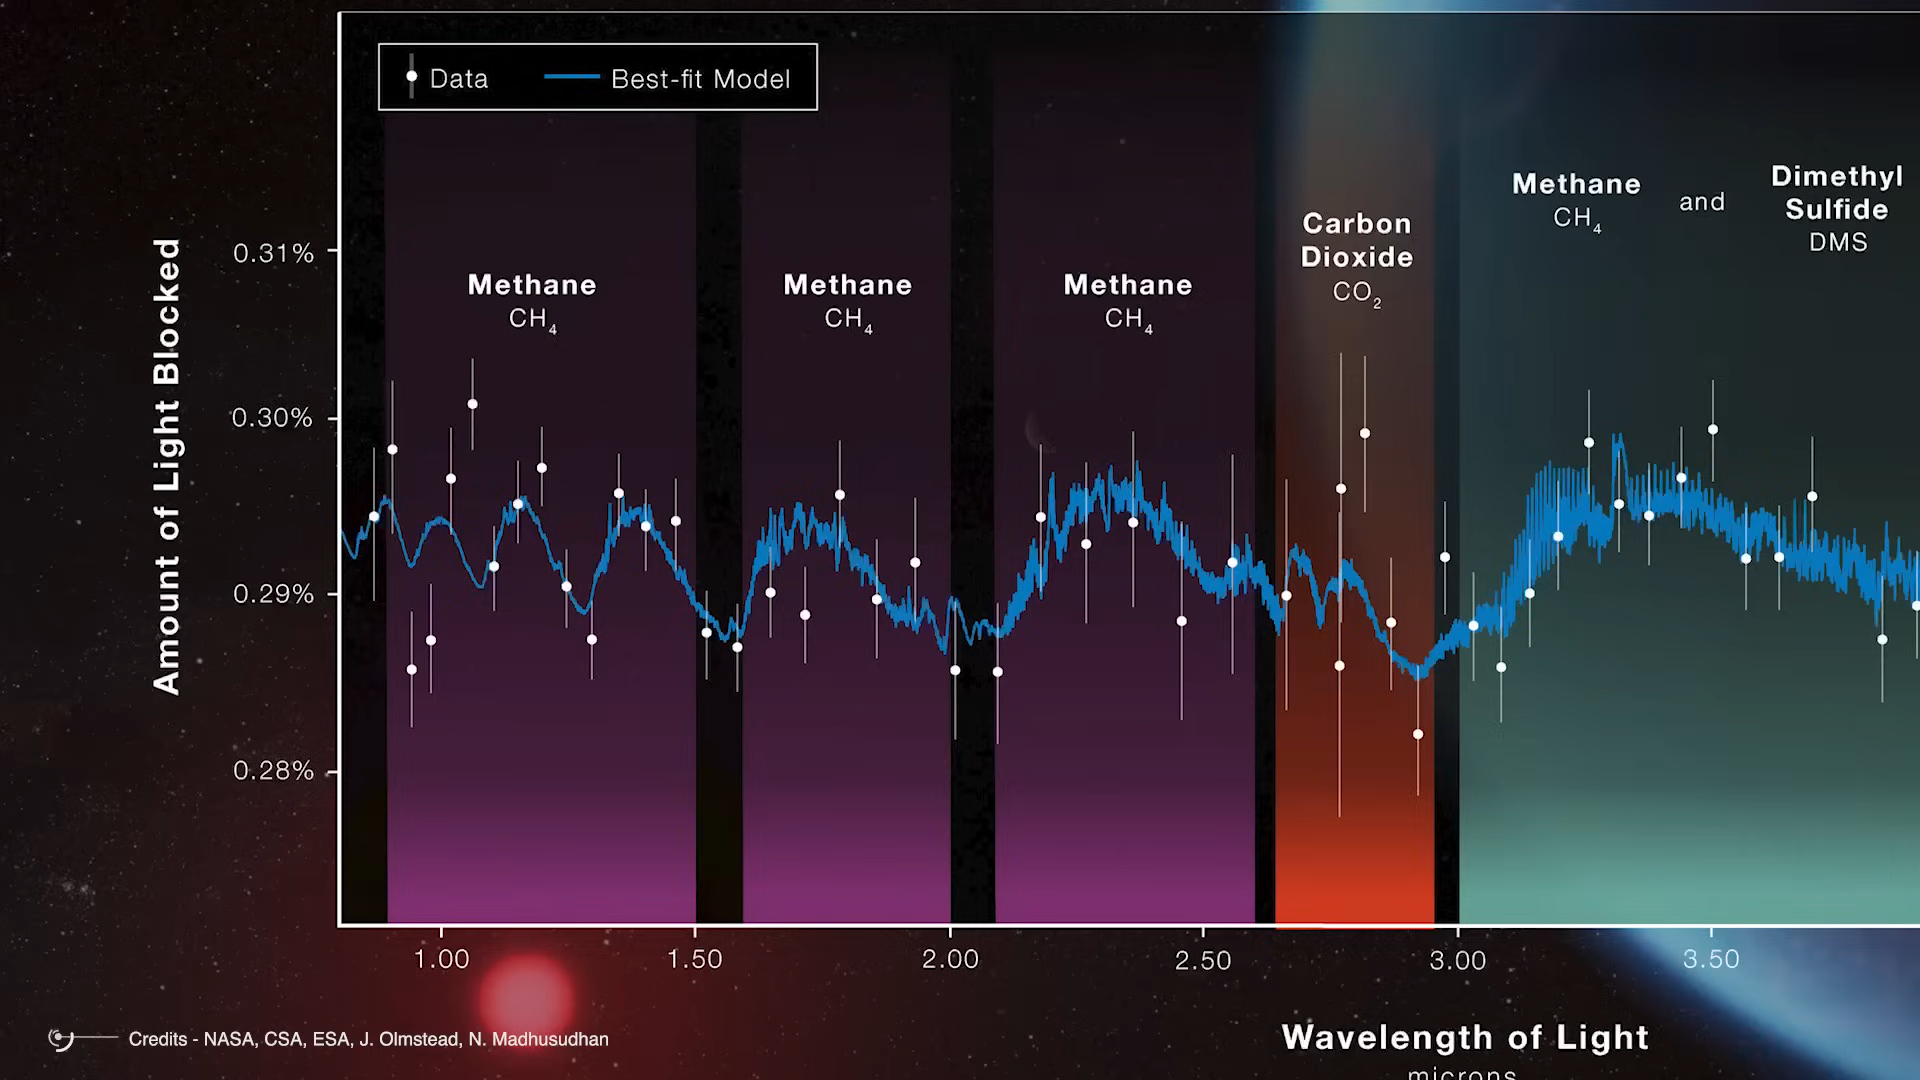 Data
Best-fit Model
Amount of Light Blocked
0.31%
0.30%
0.29%
0.28%
Methane
CH₄
Methane
CH₄
Methane
CH₄
Carbon
Dioxide
CO₂
Methane
CH₄
and
Dimethyl
Sulfide
DMS
1.00 1.50 2.00 2.50 3.00 3.50
Wavelength of Light
microns
Credits - NASA, CSA, ESA, J. Olmstead, N. Madhusudhan